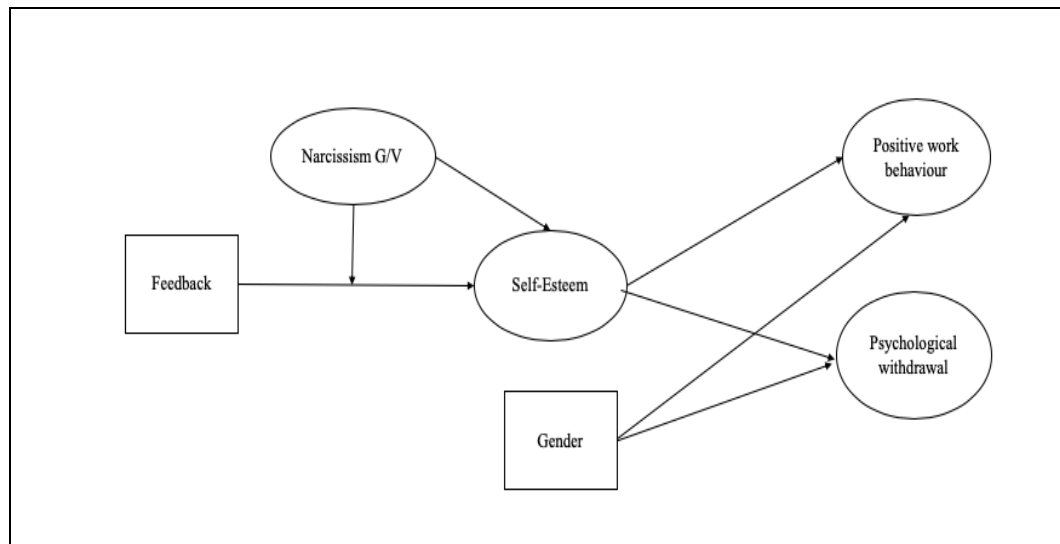 Narcissism G/V
Positive work
behaviour
Feedback
Self-Esteem
Psychological
withdrawal
Gender